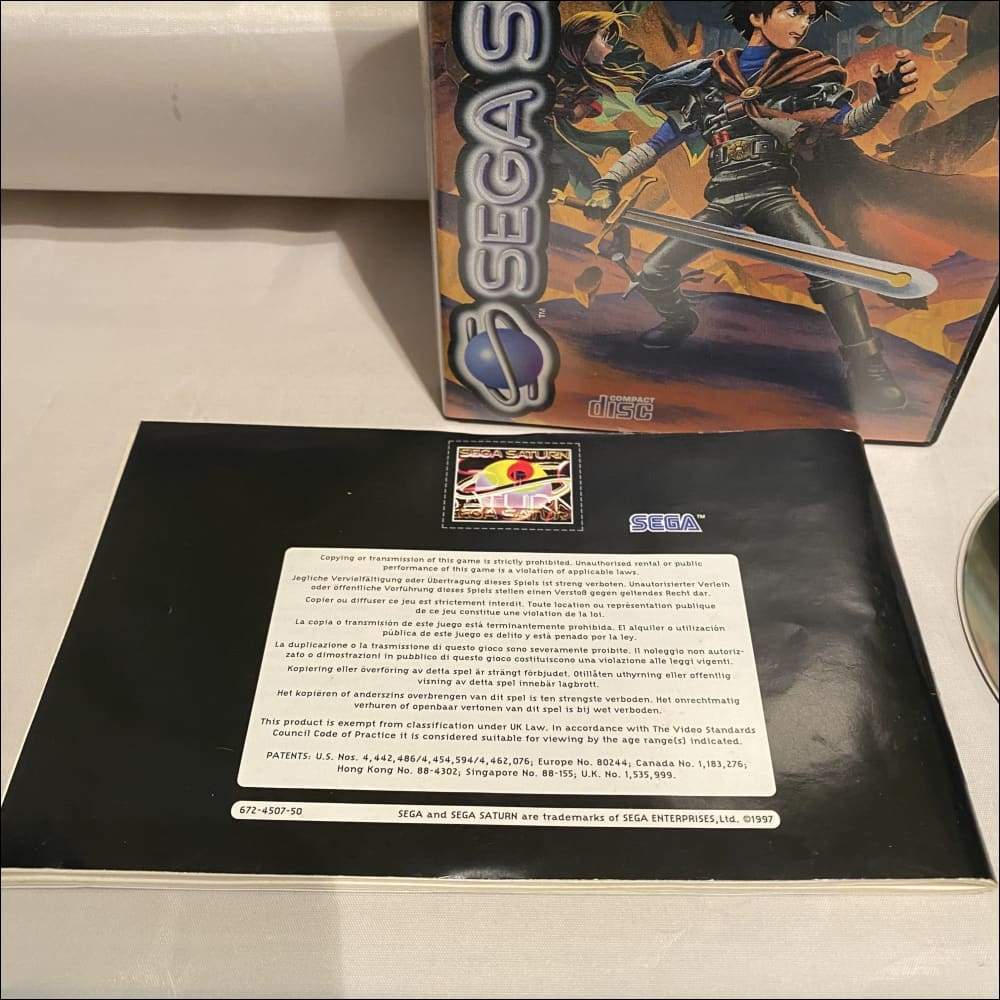 SEGA S
TM
COMPACT
disc
SEGA SATURN
SEGA™
Copying or transmission of this game is strictly prohibited. Unauthorised rental or public
performance of this game is a violation of applicable laws.
Jegliche Vervielfältigung oder Übertragung dieses Spiels ist streng verboten. Unautorisierter Verleih
oder öffentliche Vorführung dieses Spiels stellen einen Verstoß gegen geltendes Recht dar.
Copier ou diffuser ce jeu est strictement interdit. Toute location ou représentation publique
de ce jeu constitue une violation de la loi.
La copia o transmisión de este juego está terminantemente prohibida. El alquiler o utilización
pública de este juego es delito y está penado por la ley.
La duplicazione o la trasmissione di questo gioco sono severamente proibite. Il noleggio non autoriz-
zato o dimostrazioni in pubblico di questo gioco costituiscono una violazione alle leggi vigenti.
Kopiering eller överföring av detta spel är strängt förbjudet. Otillåten uthyrning eller offentlig
visning av detta spel innebär lagbrott.
Het kopiëren of anderszins overbrengen van dit spel is ten strengste verboden. Het onrechtmatig
verhuren of openbaar vertonen van dit spel is bij wet verboden.
This product is exempt from classification under UK Law. In accordance with The Video Standards
Council Code of Practice it is considered suitable for viewing by the age range(s) indicated.
PATENTS: U.S. Nos. 4,442,486/4,454,594/4,462,076; Europe No. 80244; Canada No. 1,183,276;
Hong Kong No. 88-4302; Singapore No. 88-155; U.K. No. 1,535,999.
672-4507-50 SEGA and SEGA SATURN are trademarks of SEGA ENTERPRISES,Ltd. ©1997